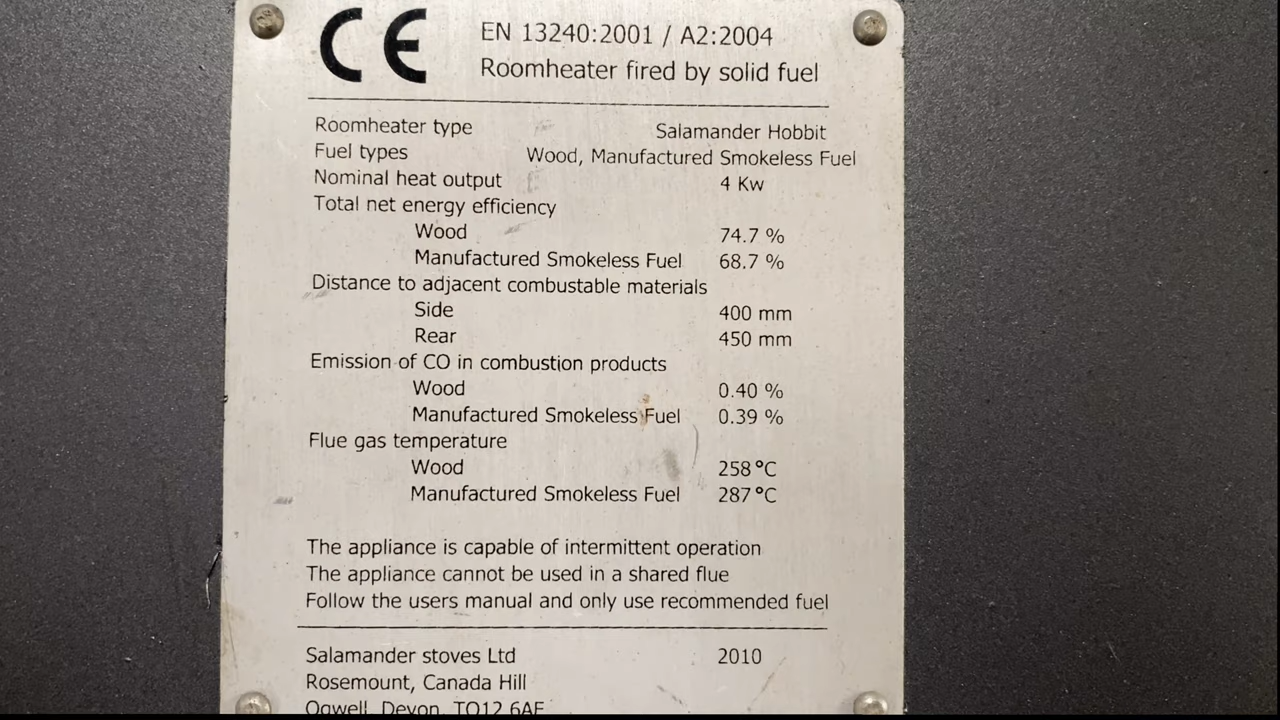 CE
EN 13240:2001 / A2:2004
Roomheater fired by solid fuel
Roomheater type Salamander Hobbit
Fuel types Wood, Manufactured Smokeless Fuel
Nominal heat output 4 Kw
Total net energy efficiency
Wood 74.7 %
Manufactured Smokeless Fuel 68.7 %
Distance to adjacent combustable materials
Side 400 mm
Rear 450 mm
Emission of CO in combustion products
Wood 0.40 %
Manufactured Smokeless Fuel 0.39 %
Flue gas temperature
Wood 258 °C
Manufactured Smokeless Fuel 287 °C
The appliance is capable of intermittent operation
The appliance cannot be used in a shared flue
Follow the users manual and only use recommended fuel
Salamander stoves Ltd 2010
Rosemount, Canada Hill
Ogwell, Devon, TQ12